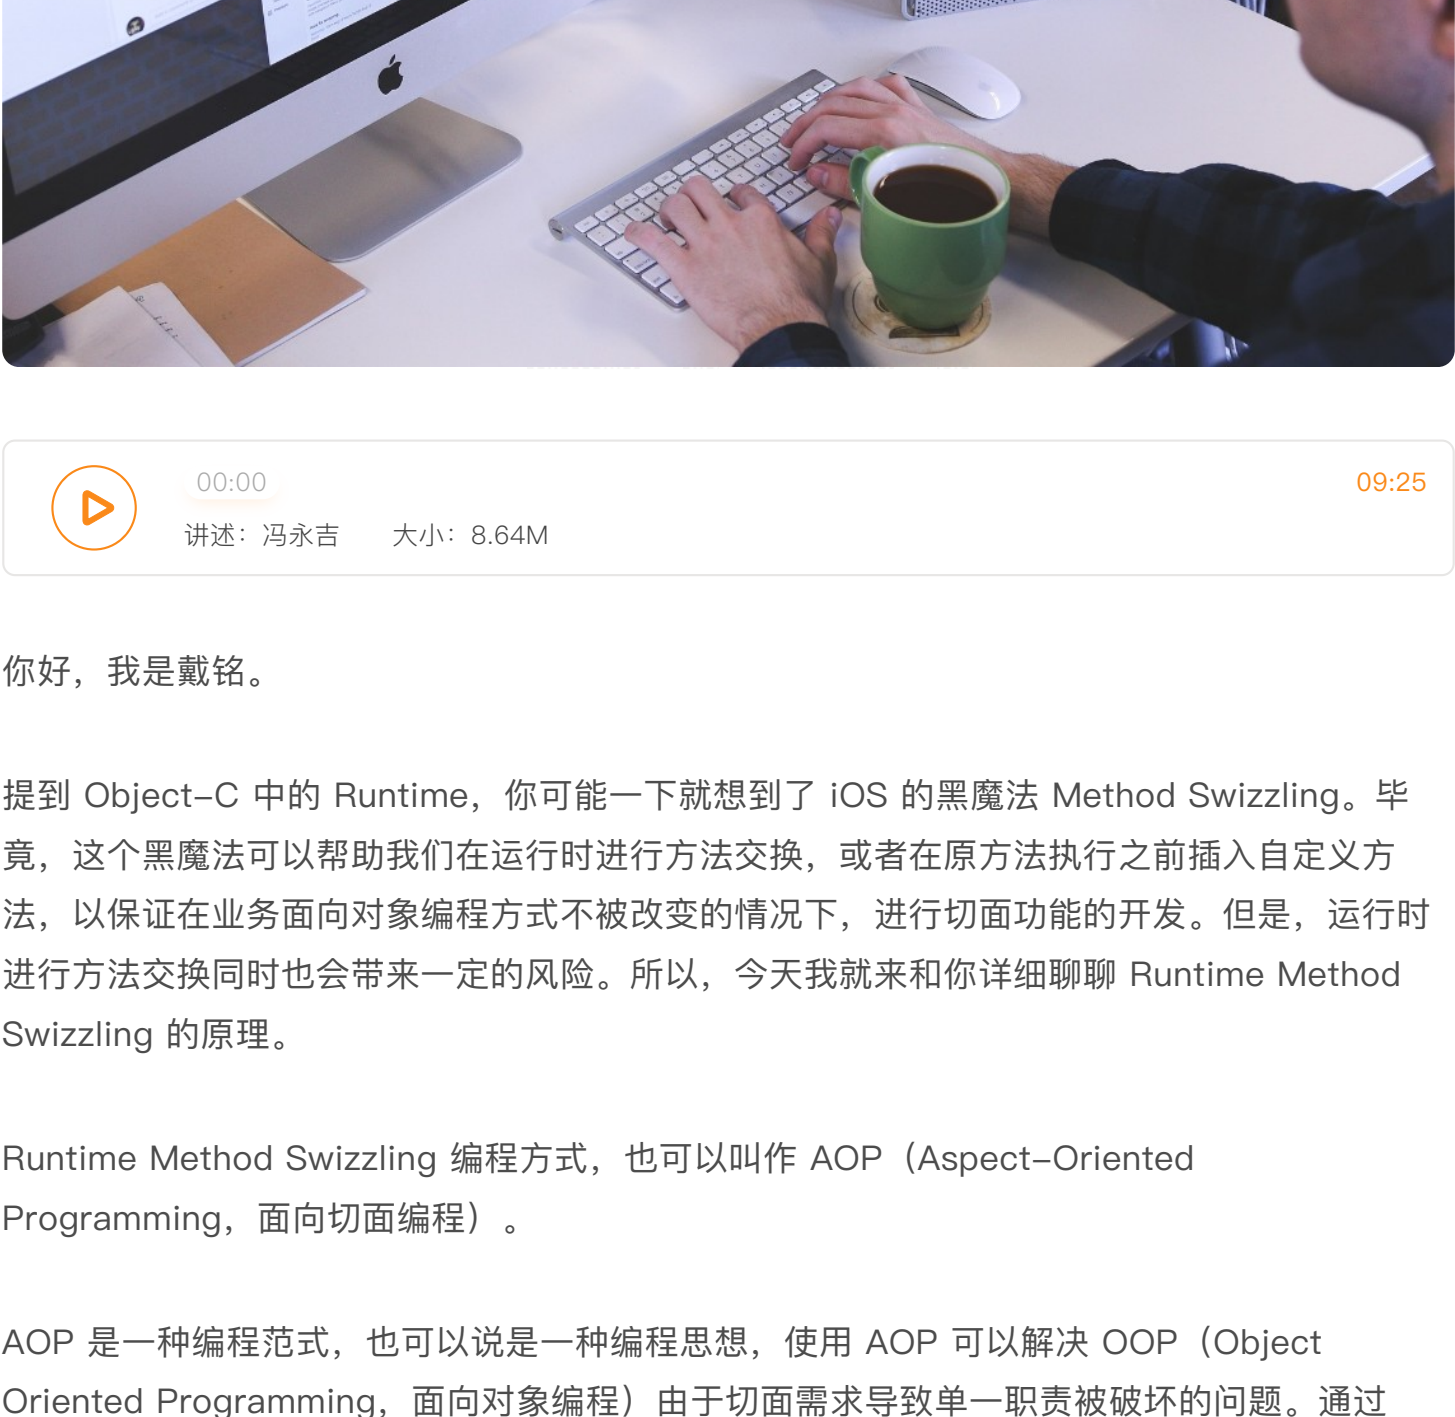 00:00
09:25
讲述：冯永吉 大小：8.64M
你好，我是戴铭。
提到 Object-C 中的 Runtime，你可能一下就想到了 iOS 的黑魔法 Method Swizzling。毕
竟，这个黑魔法可以帮助我们在运行时进行方法交换，或者在原方法执行之前插入自定义方
法，以保证在业务面向对象编程方式不被改变的情况下，进行切面功能的开发。但是，运行时
进行方法交换同时也会带来一定的风险。所以，今天我就来和你详细聊聊 Runtime Method
Swizzling 的原理。
Runtime Method Swizzling 编程方式，也可以叫作 AOP（Aspect-Oriented
Programming，面向切面编程）。
AOP 是一种编程范式，也可以说是一种编程思想，使用 AOP 可以解决 OOP（Object
Oriented Programming，面向对象编程）由于切面需求导致单一职责被破坏的问题。通过